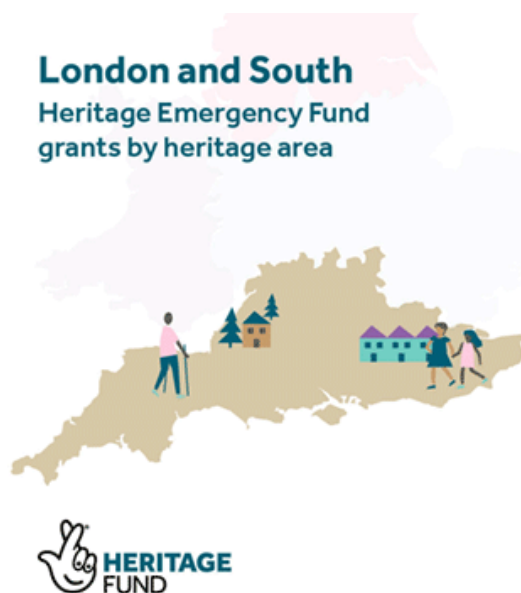 London and South
Heritage Emergency Fund
grants by heritage area
HERITAGE
FUND